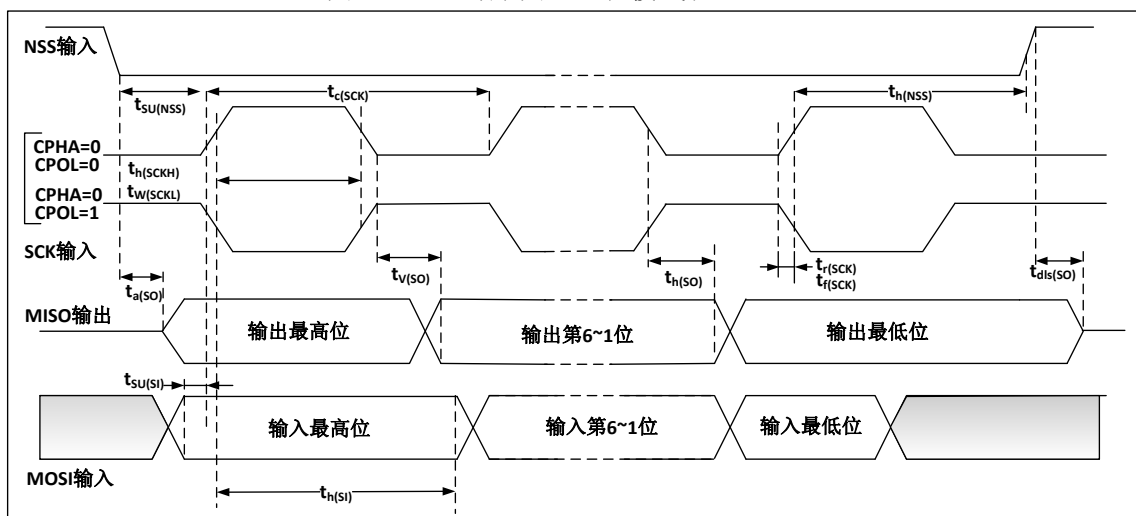 NSS输入
tSU(NSS)
tc(SCK)
th(NSS)
CPHA=0
CPOL=0
th(SCKH)
CPHA=0
CPOL=1
tW(SCKL)
SCK输入
ta(SO)
tV(SO)
th(SO)
tr(SCK)
tf(SCK)
tdls(SO)
MISO输出
输出最高位
输出第6~1位
输出最低位
tSU(SI)
输入最高位
输入第6~1位
输入最低位
MOSI输入
th(SI)